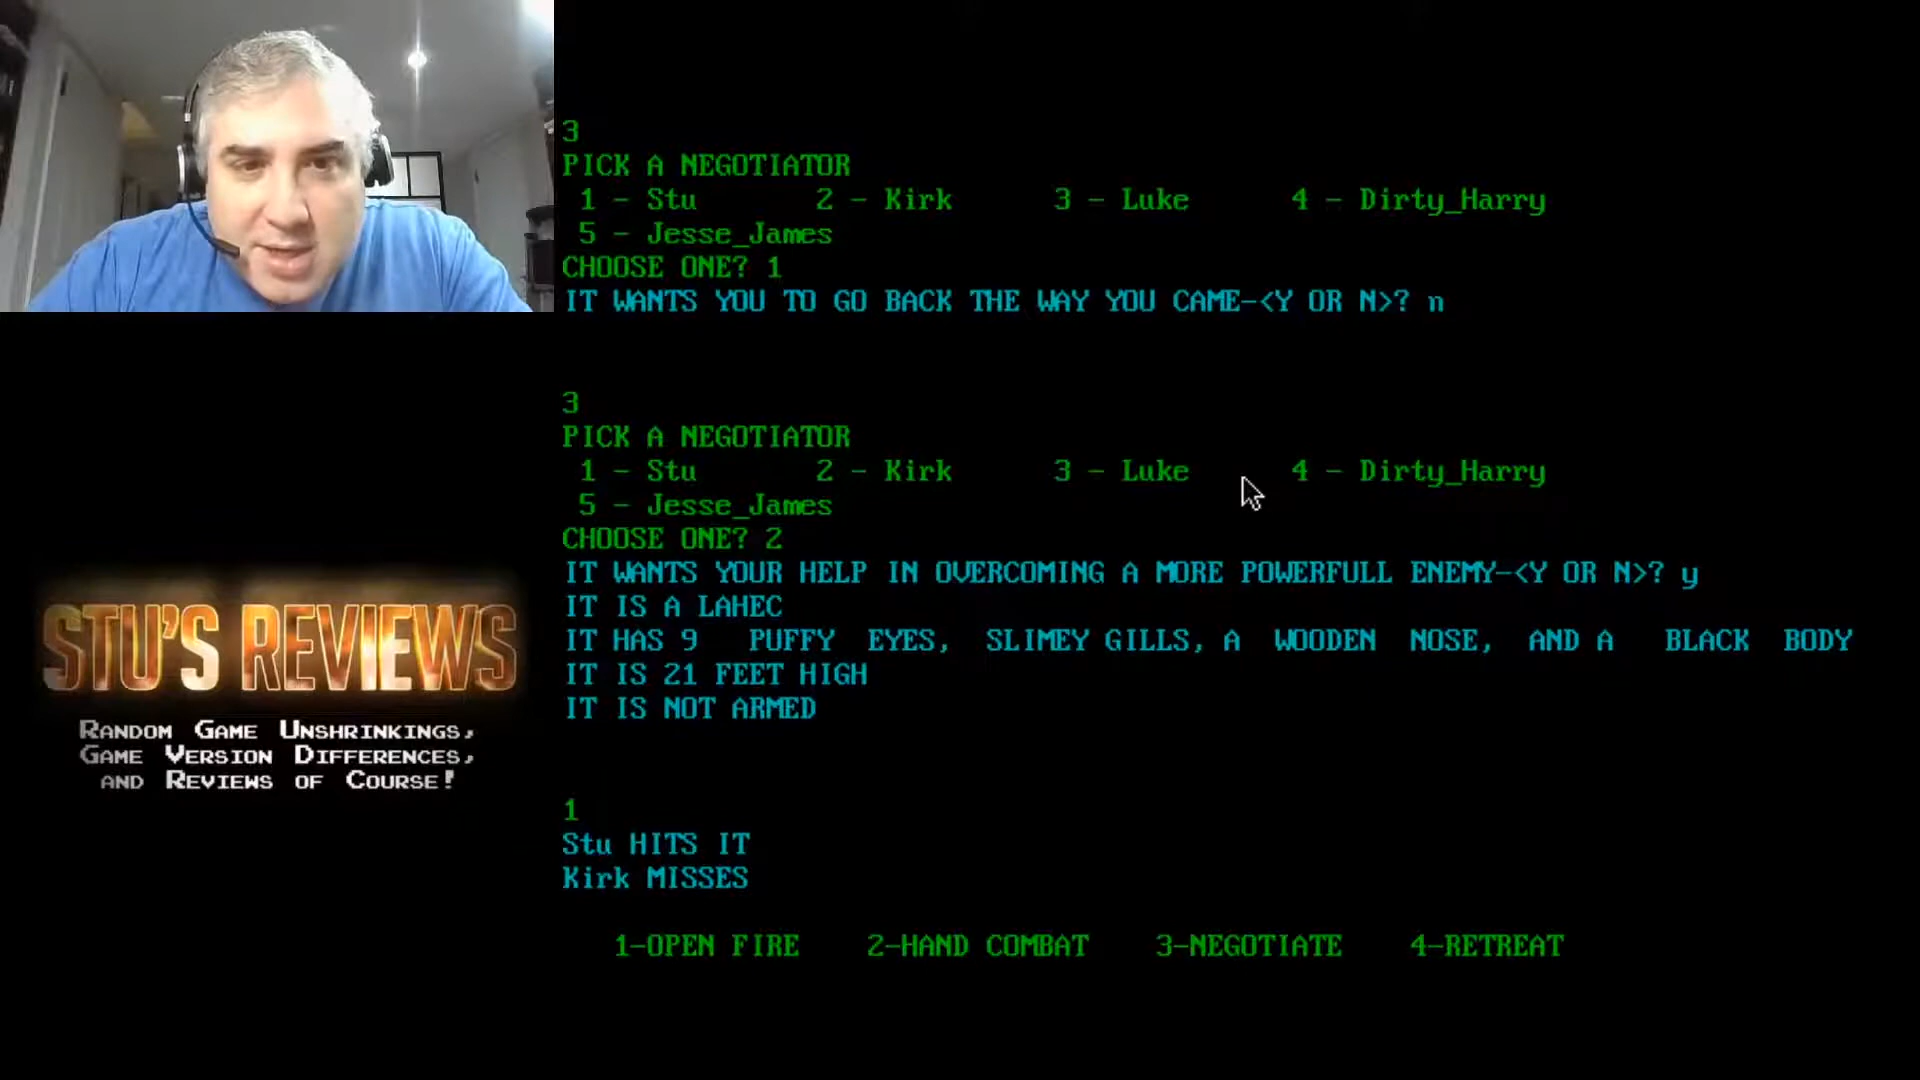 3
PICK A NEGOTIATOR
1 - Stu 2 - Kirk 3 - Luke 4 - Dirty_Harry
5 - Jesse_James
CHOOSE ONE? 1
IT WANTS YOU TO GO BACK THE WAY YOU CAME-<Y OR N>? n
3
PICK A NEGOTIATOR
1 - Stu 2 - Kirk 3 - Luke 4 - Dirty_Harry
5 - Jesse_James
CHOOSE ONE? 2
IT WANTS YOUR HELP IN OVERCOMING A MORE POWERFULL ENEMY-<Y OR N>? y
IT IS A LAHEC
IT HAS 9 PUFFY EYES, SLIMEY GILLS, A WOODEN NOSE, AND A BLACK BODY
IT IS 21 FEET HIGH
IT IS NOT ARMED
1
Stu HITS IT
Kirk MISSES
1-OPEN FIRE 2-HAND COMBAT 3-NEGOTIATE 4-RETREAT
STU'S REVIEWS
RANDOM GAME UNSHRINKINGS,
GAME VERSION DIFFERENCES,
AND REVIEWS OF COURSE!